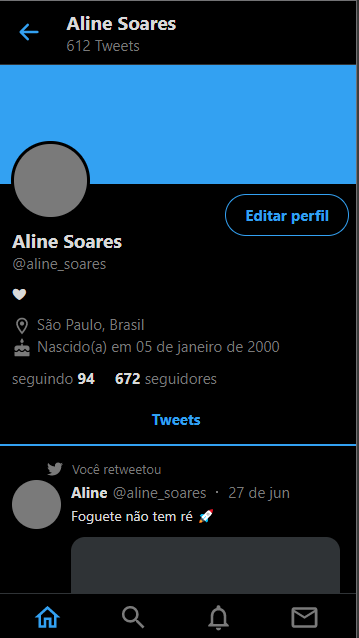 Aline Soares
612 Tweets
Editar perfil
Aline Soares
@aline_soares
São Paulo, Brasil
Nascido(a) em 05 de janeiro de 2000
seguindo 94 672 seguidores
Tweets
Você retweetou
Aline @aline_soares · 27 de jun
Foguete não tem ré 🚀